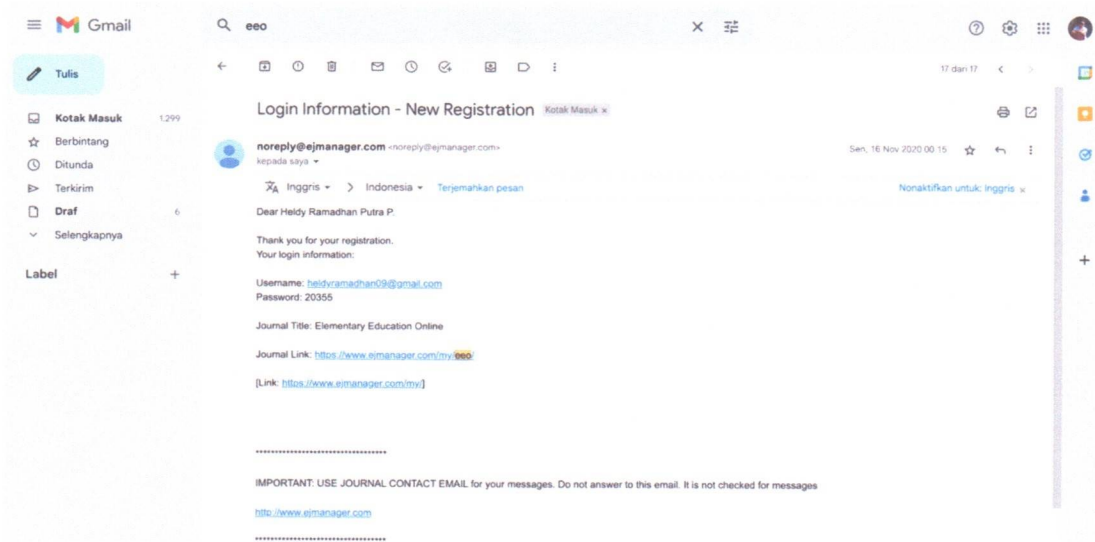 Gmail
eeo
Tulis
17 dari 17
Login Information - New Registration Kotak Masuk x
Kotak Masuk 1.299
Berbintang
Ditunda
Terkirim
Draf 6
Selengkapnya
Label +
noreply@ejmanager.com <noreply@ejmanager.com>
Sen, 16 Nov 2020 00.15
kepada saya
Inggris > Indonesia Terjemahkan pesan
Nonaktifkan untuk: Inggris x
Dear Heldy Ramadhan Putra P.
Thank you for your registration.
Your login information:
Username: heldyramadhan09@gmail.com
Password: 20355
Journal Title: Elementary Education Online
Journal Link: https://www.ejmanager.com/my/eeo/
[Link: https://www.ejmanager.com/my/]
**********************************
IMPORTANT: USE JOURNAL CONTACT EMAIL for your messages. Do not answer to this email. It is not checked for messages
http://www.ejmanager.com
**********************************